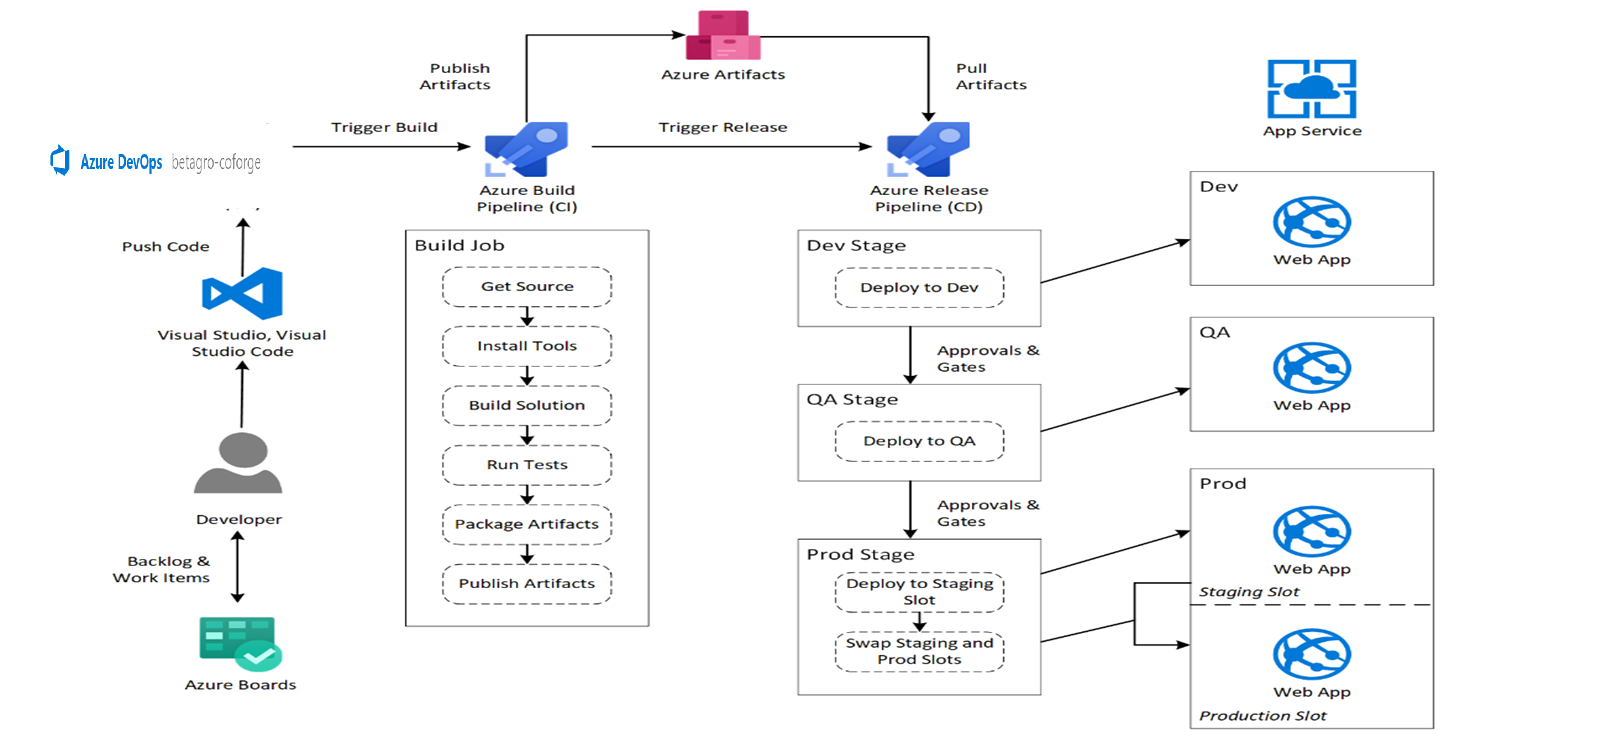 Publish
Artifacts
Azure Artifacts
Pull
Artifacts
App Service
Trigger Build
Trigger Release
Azure DevOps betagro-coforge
Azure Build
Pipeline (CI)
Azure Release
Pipeline (CD)
Push Code
Visual Studio, Visual
Studio Code
Developer
Backlog &
Work Items
Azure Boards
Build Job
Get Source
Install Tools
Build Solution
Run Tests
Package Artifacts
Publish Artifacts
Dev Stage
Deploy to Dev
Approvals &
Gates
QA Stage
Deploy to QA
Approvals &
Gates
Prod Stage
Deploy to Staging
Slot
Swap Staging and
Prod Slots
Dev
Web App
QA
Web App
Prod
Web App
Staging Slot
Web App
Production Slot